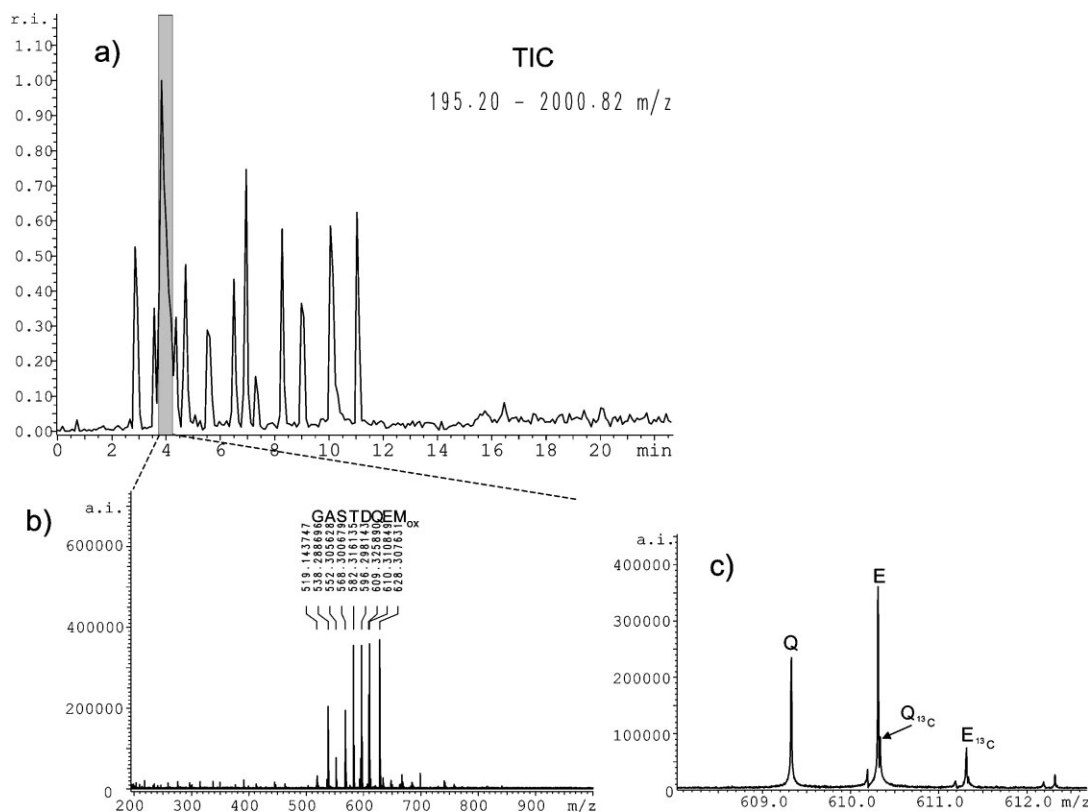 r.i.
a)
TIC
195.20 - 2000.82 m/z
1.10
1.00
0.90
0.80
0.70
0.60
0.50
0.40
0.30
0.20
0.10
0.00
0 2 4 6 8 10 12 14 16 18 20 min
b)
a.i.
600000
400000
200000
0
GASTDQEMox
519.143747
538.288696
552.305628
568.300679
582.316135
596.298143
609.325890
610.310849
628.307631
200 300 400 500 600 700 800 900 m/z
c)
a.i.
400000
300000
200000
100000
0
Q
E
Q13C
E13C
609.0 610.0 611.0 612.0 m/z